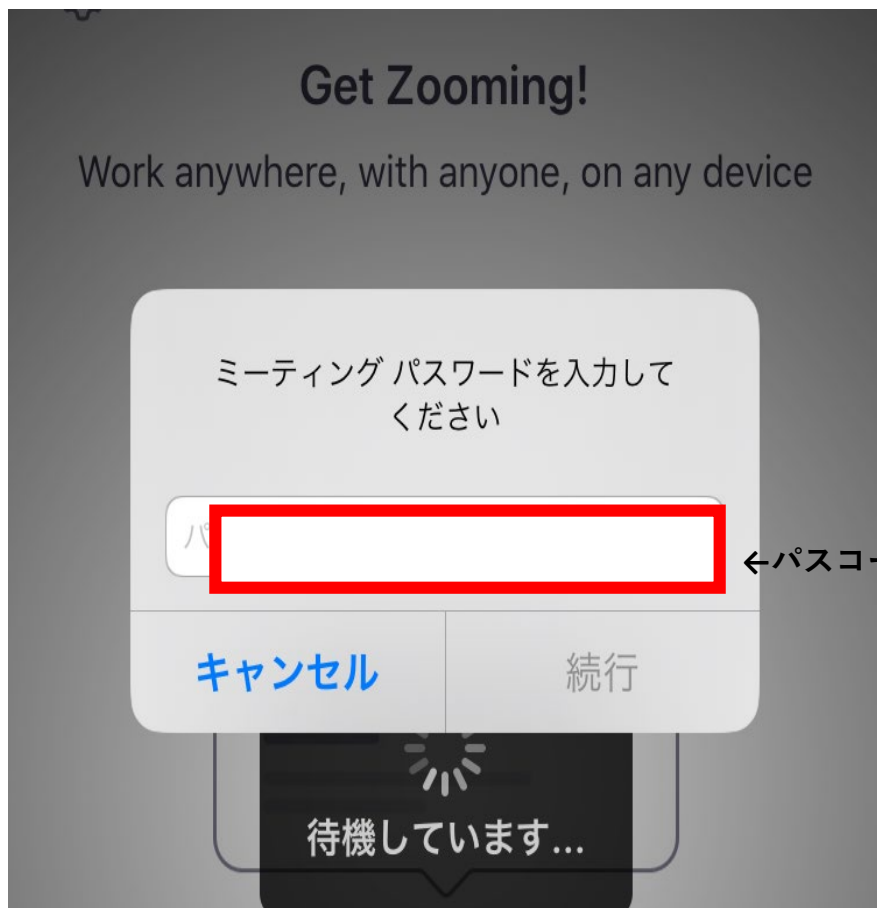 Get Zooming!
Work anywhere, with anyone, on any device
ミーティング パスワードを入力して
ください
パ
←パスコー
キャンセル
続行
待機しています...